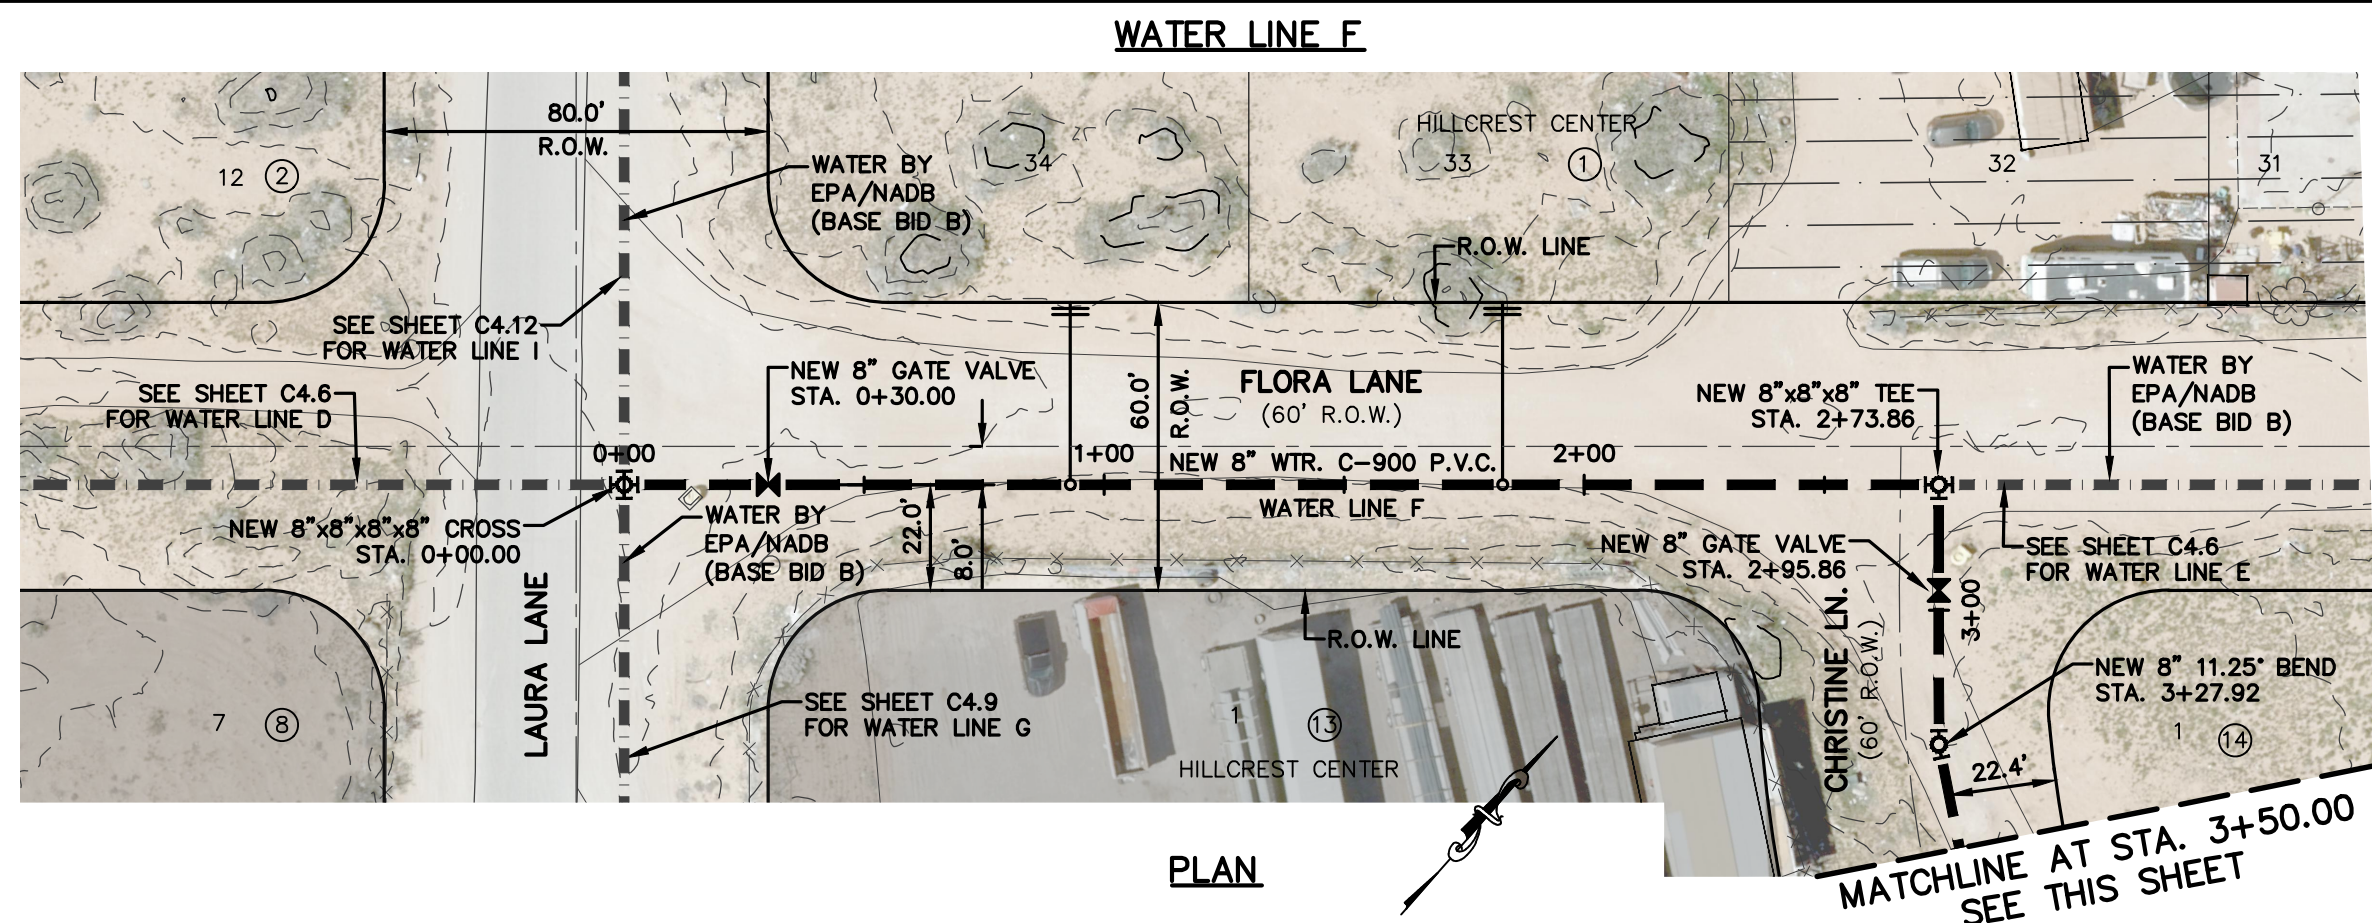 WATER LINE F
80.0'
R.O.W.
12
2
WATER BY
EPA/NADB
(BASE BID B)
34
HILLCREST CENTER
33
1
32
31
R.O.W. LINE
SEE SHEET C4.12
FOR WATER LINE I
SEE SHEET C4.6
FOR WATER LINE D
NEW 8" GATE VALVE
STA. 0+30.00
60.0'
R.O.W.
FLORA LANE
(60' R.O.W.)
NEW 8"x8"x8" TEE
STA. 2+73.86
WATER BY
EPA/NADB
(BASE BID B)
0+00
1+00
NEW 8" WTR. C-900 P.V.C.
2+00
WATER LINE F
NEW 8"x8"x8"x8" CROSS
STA. 0+00.00
WATER BY
EPA/NADB
(BASE BID B)
22.0'
8.0'
NEW 8" GATE VALVE
STA. 2+95.86
SEE SHEET C4.6
FOR WATER LINE E
3+00
R.O.W. LINE
LAURA LANE
CHRISTINE LN.
(60' R.O.W.)
NEW 8" 11.25° BEND
STA. 3+27.92
7
8
SEE SHEET C4.9
FOR WATER LINE G
1
13
HILLCREST CENTER
1
14
22.4'
MATCHLINE AT STA. 3+50.00
SEE THIS SHEET
PLAN